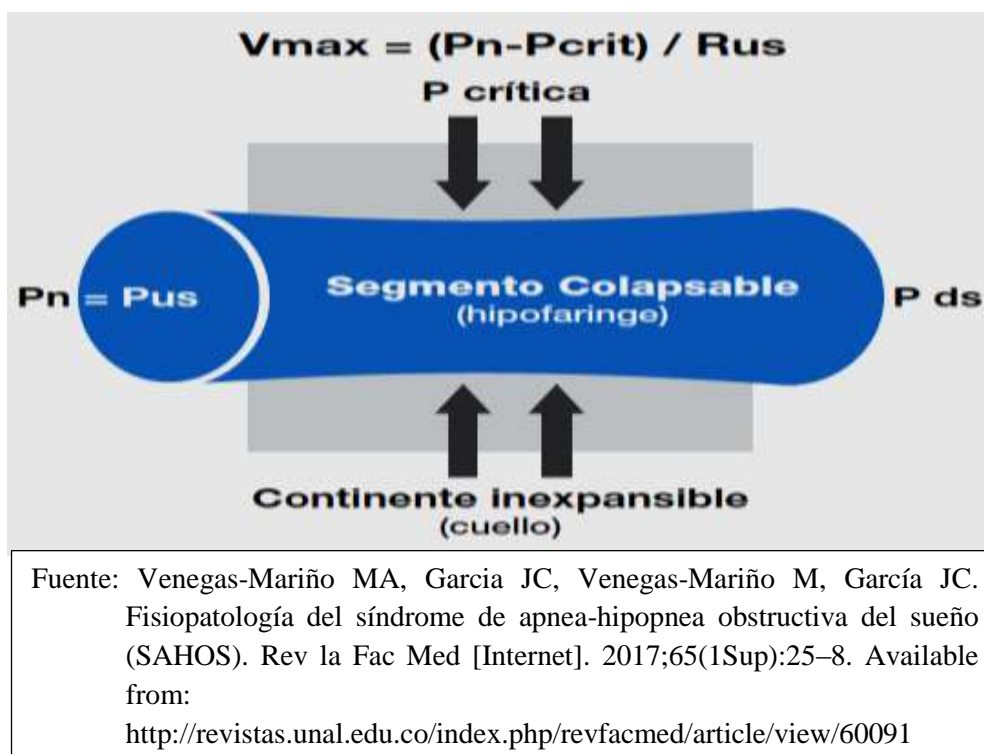 Vmax = (Pn-Pcrit) / Rus
P crítica
Pn = Pus
Segmento Colapsable
(hipofaringe)
P ds
Continente inexpansible
(cuello)
Fuente: Venegas-Mariño MA, Garcia JC, Venegas-Mariño M, García JC.
Fisiopatología del síndrome de apnea-hipopnea obstructiva del sueño
(SAHOS). Rev la Fac Med [Internet]. 2017;65(1Sup):25–8. Available
from:
http://revistas.unal.edu.co/index.php/revfacmed/article/view/60091